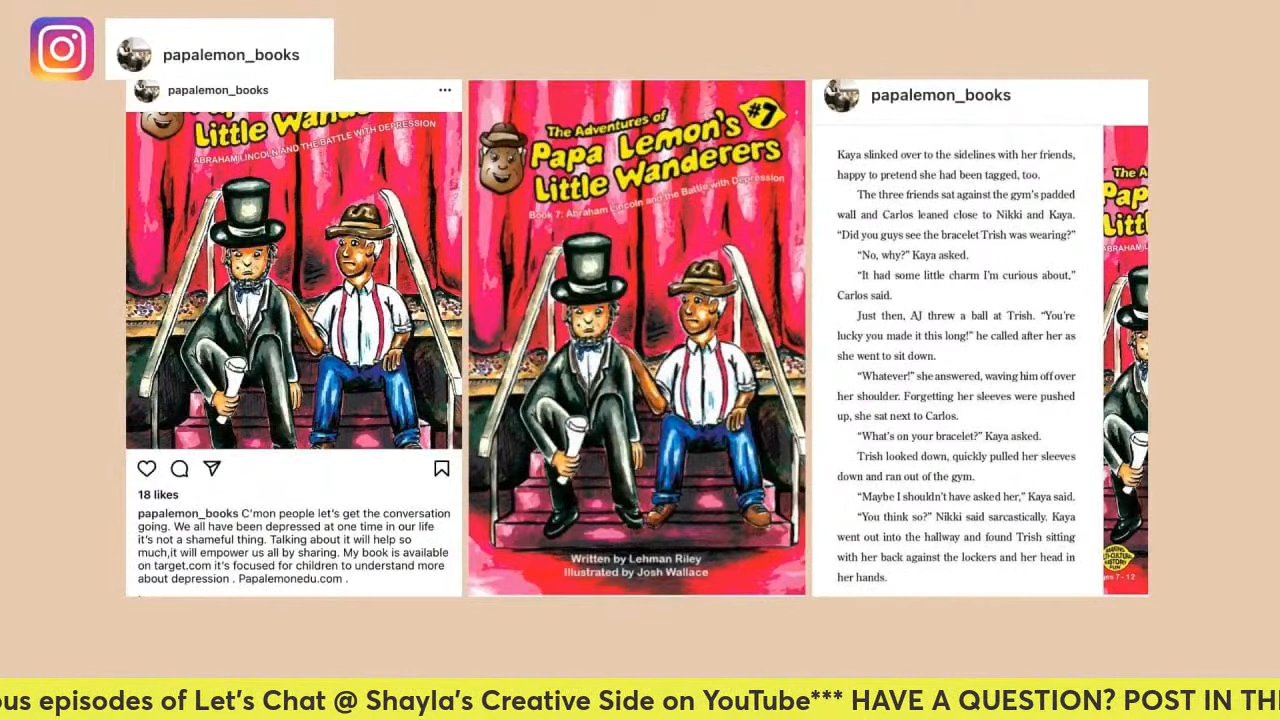 papalemon_books
papalemon_books
Little
ABRAHAM LINCOLN AND THE BATTLE WITH DEPRESSION
18 likes
papalemon_books C'mon people let's get the conversation
going. We all have been depressed at one time in our life
it's not a shameful thing. Talking about it will help so
much,it will empower us all by sharing. My book is available
on target.com it's focused for children to understand more
about depression . Papalemonedu.com .
#7
The Adventures of
Papa Lemon's
Little Wanderers
Book 7: Abraham Lincoln and the Battle with Depression
Written by Lehman Riley
Illustrated by Josh Wallace
papalemon_books
Kaya slinked over to the sidelines with her friends,
happy to pretend she had been tagged, too.
The three friends sat against the gym's padded
wall and Carlos leaned close to Nikki and Kaya.
“Did you guys see the bracelet Trish was wearing?”
“No, why?” Kaya asked.
“It had some little charm I'm curious about,”
Carlos said.
Just then, AJ threw a ball at Trish. “You're
lucky you made it this long!” he called after her as
she went to sit down.
“Whatever!” she answered, waving him off over
her shoulder. Forgetting her sleeves were pushed
up, she sat next to Carlos.
“What's on your bracelet?” Kaya asked.
Trish looked down, quickly pulled her sleeves
down and ran out of the gym.
“Maybe I shouldn't have asked her,” Kaya said.
“You think so?” Nikki said sarcastically. Kaya
went out into the hallway and found Trish sitting
with her back against the lockers and her head in
her hands.
The A
Pap
Littl
ABRAHAM L
HISTORY
FUN
es 7 - 12
ous episodes of Let's Chat @ Shayla's Creative Side on YouTube*** HAVE A QUESTION? POST IN TH